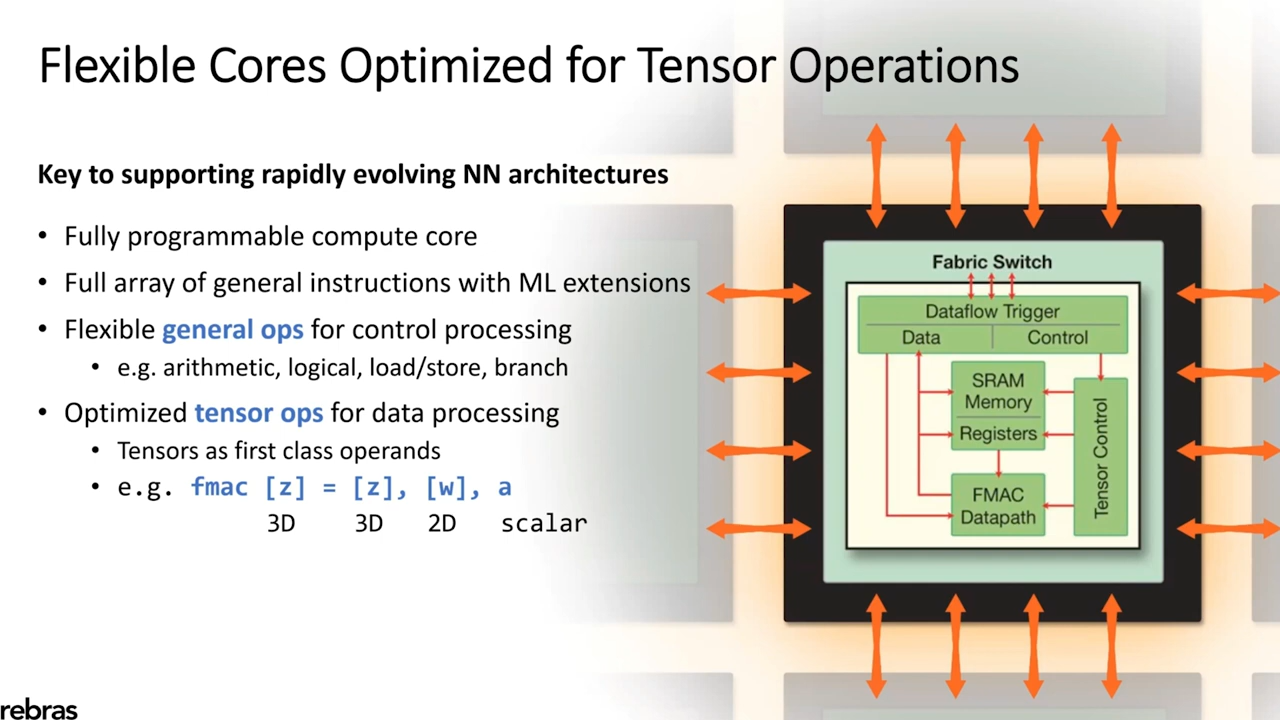 Flexible Cores Optimized for Tensor Operations
Key to supporting rapidly evolving NN architectures
• Fully programmable compute core
• Full array of general instructions with ML extensions
• Flexible general ops for control processing
• e.g. arithmetic, logical, load/store, branch
• Optimized tensor ops for data processing
• Tensors as first class operands
• e.g. fmac [z] = [z], [w], a
3D 3D 2D scalar
Fabric Switch
Dataflow Trigger
Data Control
SRAM
Memory
Registers
FMAC
Datapath
Tensor Control
rebras